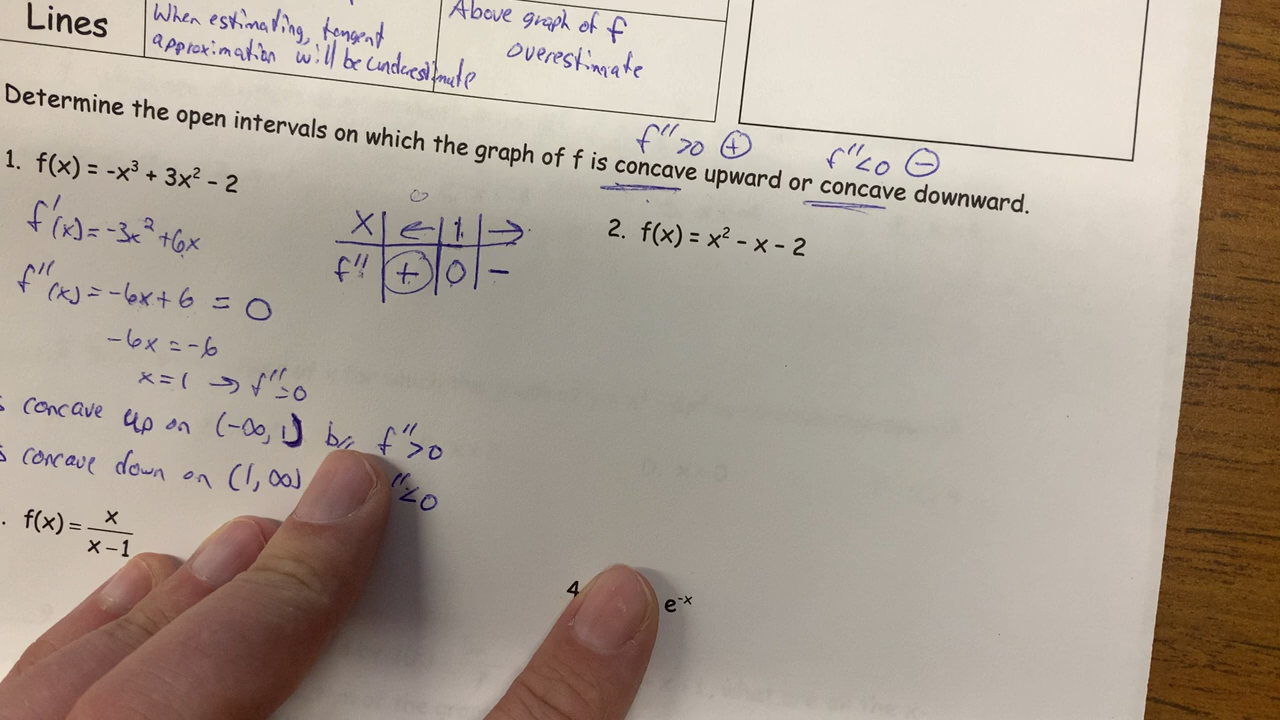 Lines
When estimating, tangent
approximation will be underestimate
Above graph of f
overestimate
Determine the open intervals on which the graph of f is concave upward or concave downward.
f''>0 +
f''<0 −
1. f(x) = -x³ + 3x² - 2
f'(x) = -3x² + 6x
f''(x) = -6x + 6 = 0
-6x = -6
x = 1 → f''=0
concave up on (-∞, 1) b/c f''>0
concave down on (1, ∞) ''<0
0
x ← 1 →
f'' + 0 −
2. f(x) = x² - x - 2
. f(x) = x / x - 1
4 e⁻ˣ